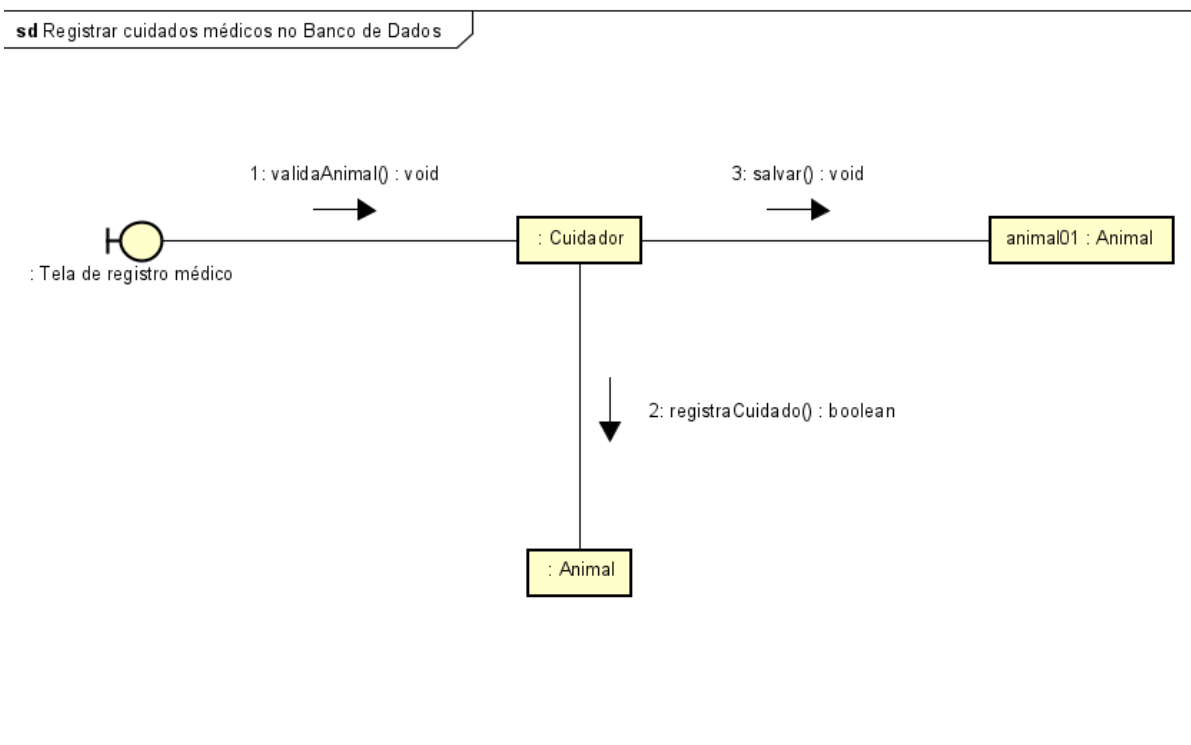 sd Registrar cuidados médicos no Banco de Dados
1: validaAnimal() : void
3: salvar() : void
: Cuidador
animal01 : Animal
: Tela de registro médico
2: registraCuidado() : boolean
: Animal